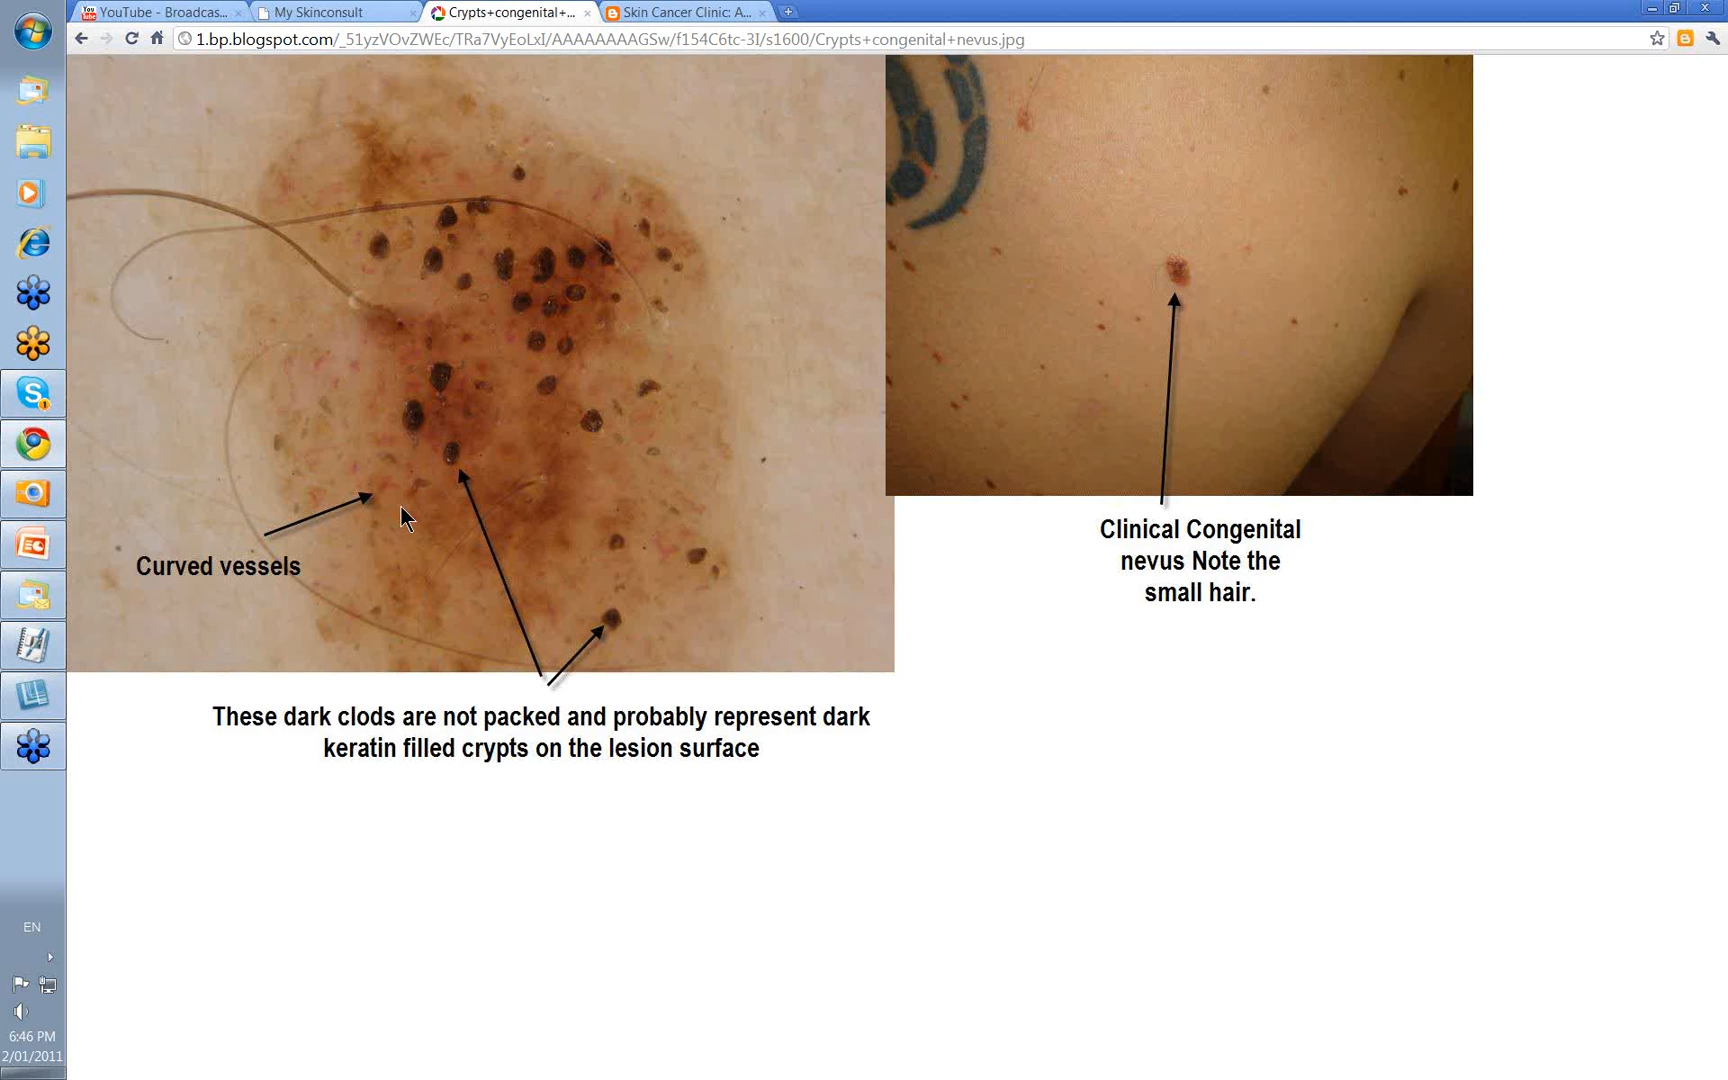 YouTube - Broadcas...
My Skinconsult
Crypts+congenital+...
Skin Cancer Clinic: A...
1.bp.blogspot.com/_51yzVOvZWEc/TRa7VyEoLxI/AAAAAAAAGSw/f154C6tc-3I/s1600/Crypts+congenital+nevus.jpg
Curved vessels
These dark clods are not packed and probably represent dark
keratin filled crypts on the lesion surface
Clinical Congenital
nevus Note the
small hair.
EN
6:46 PM
2/01/2011